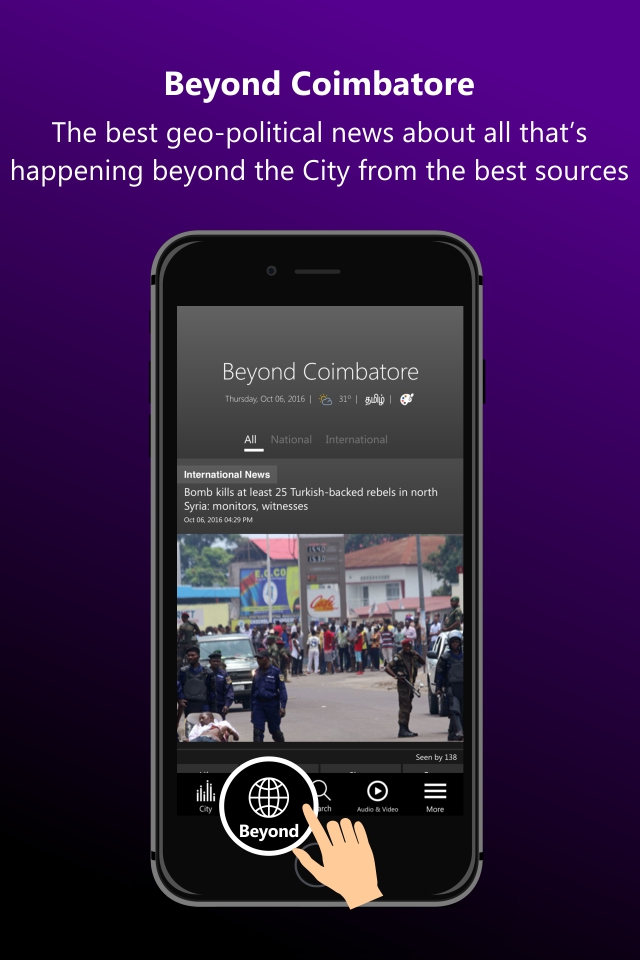 Beyond Coimbatore
The best geo-political news about all that's
happening beyond the City from the best sources
Beyond Coimbatore
Thursday, Oct 06, 2016 | 31° | தமிழ் |
All National International
International News
Bomb kills at least 25 Turkish-backed rebels in north
Syria: monitors, witnesses
Oct 06, 2016 04:29 PM
Seen by 138
City
Beyond
arch
Audio & Video
More